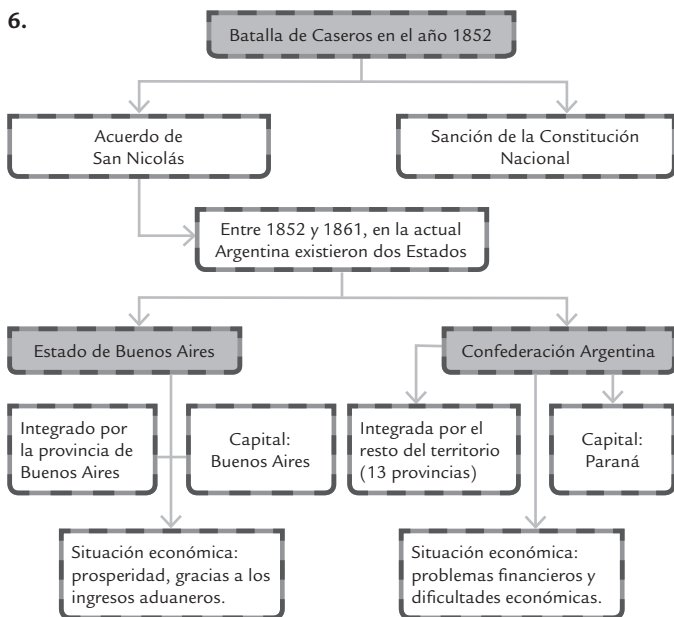 6.
Batalla de Caseros en el año 1852
Acuerdo de
San Nicolás
Sanción de la Constitución
Nacional
Entre 1852 y 1861, en la actual
Argentina existieron dos Estados
Estado de Buenos Aires
Confederación Argentina
Integrado por
la provincia de
Buenos Aires
Capital:
Buenos Aires
Integrada por el
resto del territorio
(13 provincias)
Capital:
Paraná
Situación económica:
prosperidad, gracias a los
ingresos aduaneros.
Situación económica:
problemas financieros y
dificultades económicas.